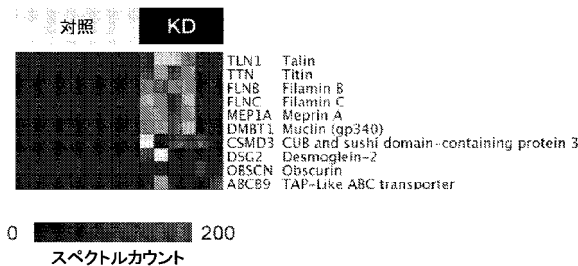 対照 KD
TLN1 Talin
TTN Titin
FLNB Filamin B
FLNC Filamin C
MEP1A Meprin A
DMBT1 Muclin (gp340)
CSMD3 CUB and sushi domain-containing protein 3
DSG2 Desmoglein-2
OBSCN Obscurin
ABCB9 TAP-Like ABC transporter
0 200
スペクトルカウント